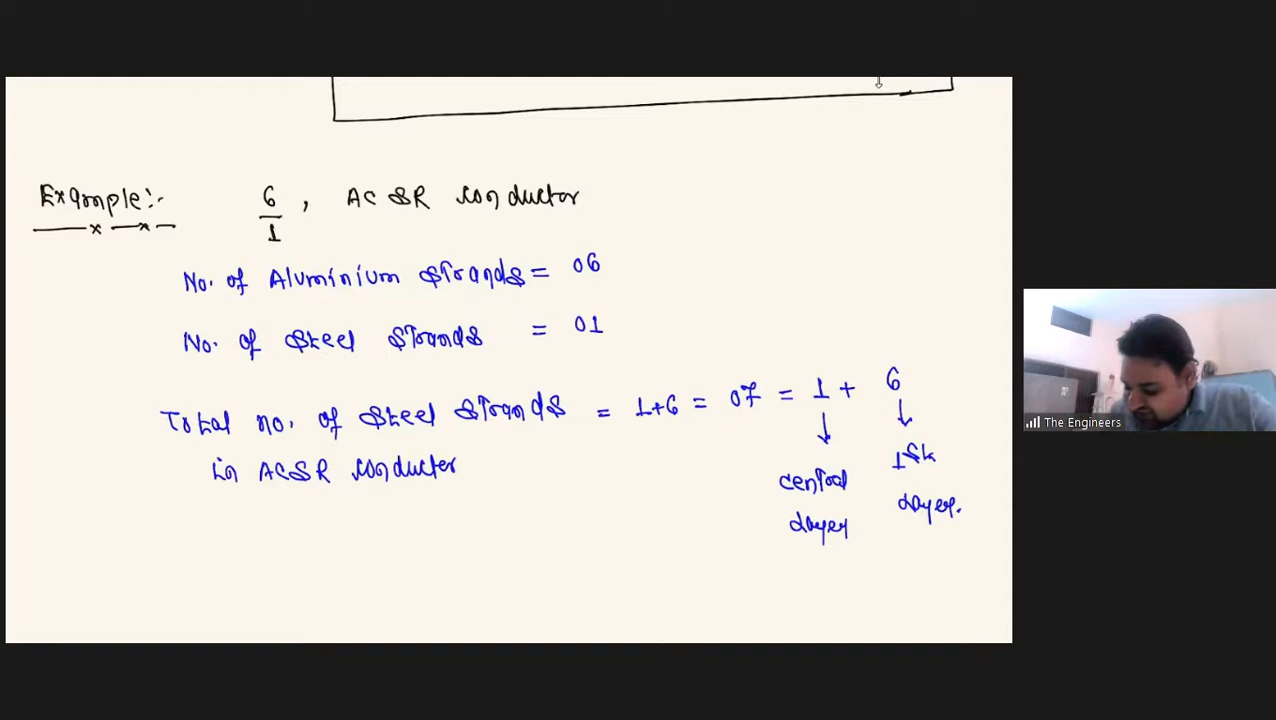 Example:-
6/1 , ACSR conductor
No. of Aluminium Strands = 06
No. of Steel Strands = 01
Total no. of Steel Strands = 1+6 = 07 = 1 + 6
in ACSR conductor
central layer
1st layer.
The Engineers